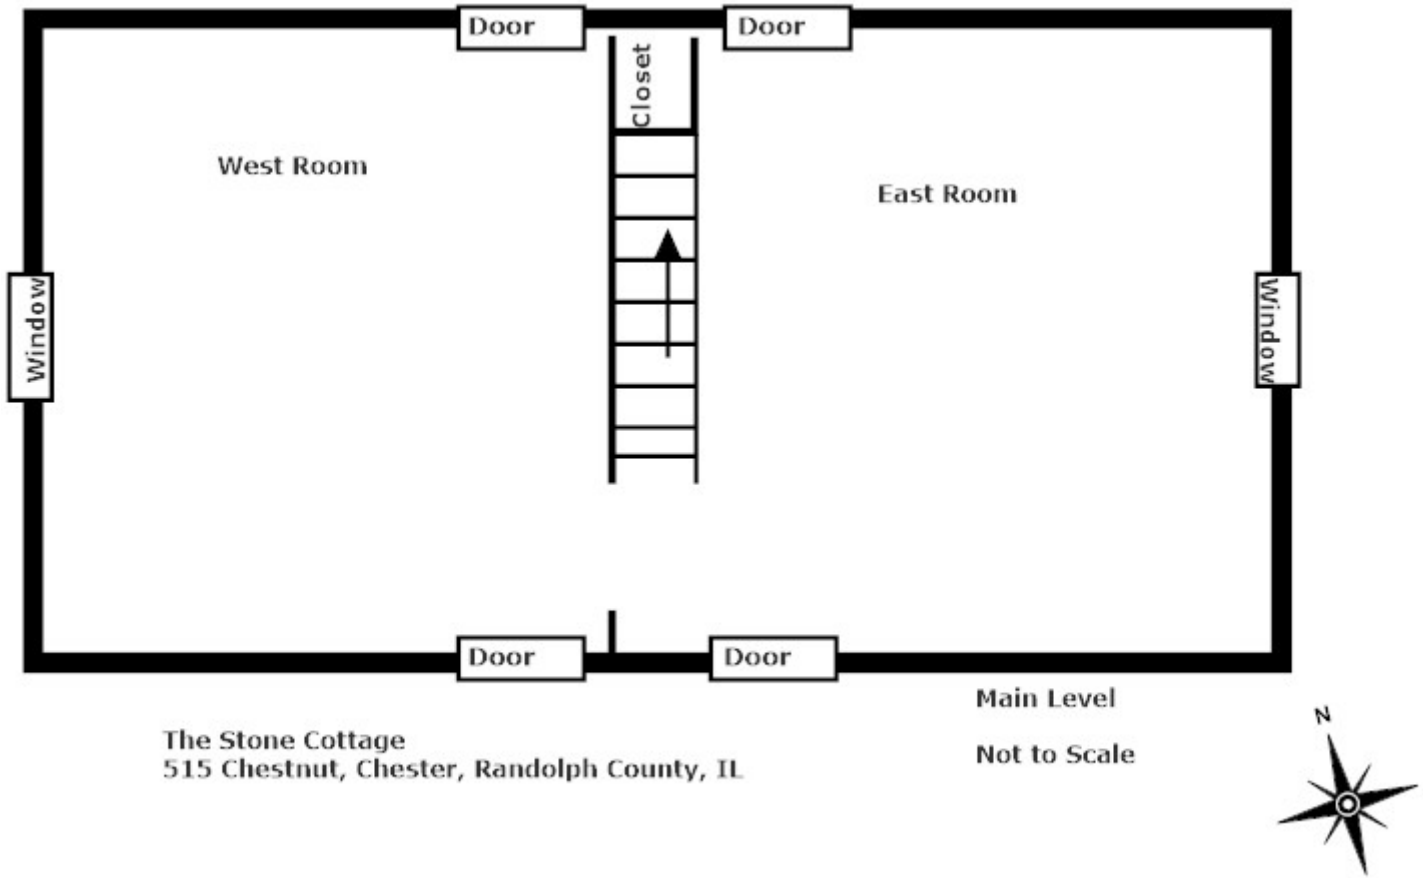 Door
Door
Closet
West Room
East Room
Window
Window
Door
Door
Main Level
The Stone Cottage
515 Chestnut, Chester, Randolph County, IL
Not to Scale
N